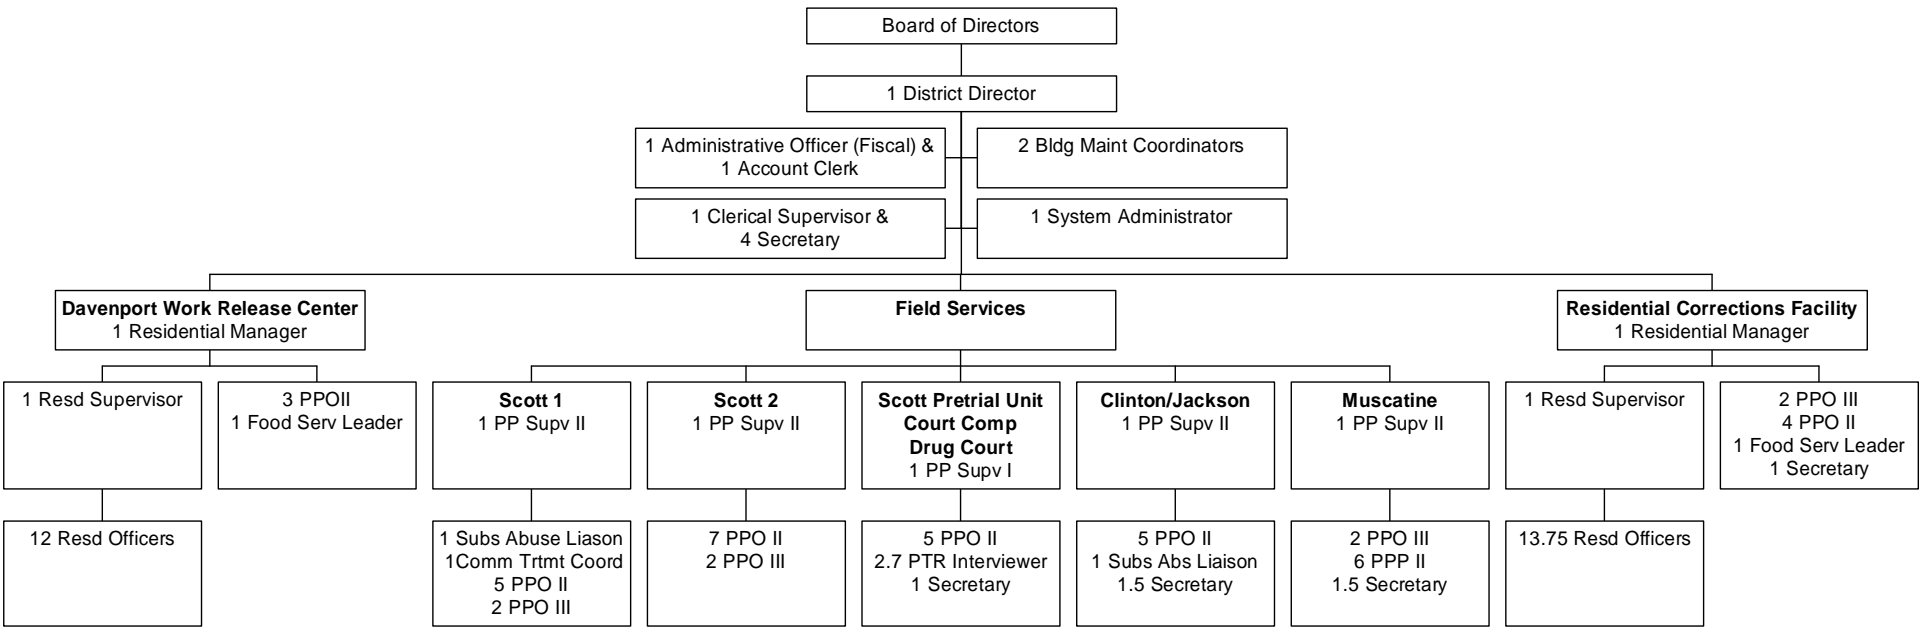 Board of Directors
1 District Director
1 Administrative Officer (Fiscal) &
1 Account Clerk
2 Bldg Maint Coordinators
1 Clerical Supervisor &
4 Secretary
1 System Administrator
Davenport Work Release Center
1 Residential Manager
Field Services
Residential Corrections Facility
1 Residential Manager
1 Resd Supervisor
3 PPOII
1 Food Serv Leader
Scott 1
1 PP Supv II
Scott 2
1 PP Supv II
Scott Pretrial Unit
Court Comp
Drug Court
1 PP Supv I
Clinton/Jackson
1 PP Supv II
Muscatine
1 PP Supv II
1 Resd Supervisor
2 PPO III
4 PPO II
1 Food Serv Leader
1 Secretary
12 Resd Officers
1 Subs Abuse Liason
1Comm Trtmt Coord
5 PPO II
2 PPO III
7 PPO II
2 PPO III
5 PPO II
2.7 PTR Interviewer
1 Secretary
5 PPO II
1 Subs Abs Liaison
1.5 Secretary
2 PPO III
6 PPP II
1.5 Secretary
13.75 Resd Officers